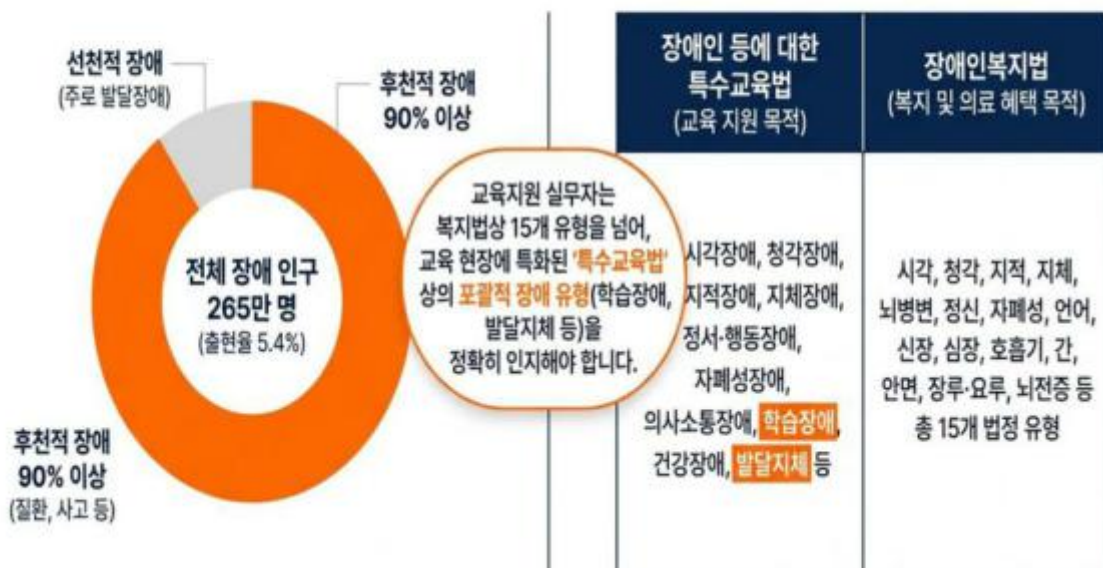 선천적 장애
(주로 발달장애)
후천적 장애
90% 이상
전체 장애 인구
265만 명
(출현율 5.4%)
후천적 장애
90% 이상
(질환, 사고 등)
교육지원 실무자는
복지법상 15개 유형을 넘어,
교육 현장에 특화된 '특수교육법'
상의 포괄적 장애 유형(학습장애,
발달지체 등)을
정확히 인지해야 합니다.
장애인 등에 대한
특수교육법
(교육 지원 목적)
시각장애, 청각장애,
지적장애, 지체장애,
정서·행동장애,
자폐성장애,
의사소통장애, 학습장애,
건강장애, 발달지체 등
장애인복지법
(복지 및 의료 혜택 목적)
시각, 청각, 지적, 지체,
뇌병변, 정신, 자폐성, 언어,
신장, 심장, 호흡기, 간,
안면, 장루·요루, 뇌전증 등
총 15개 법정 유형